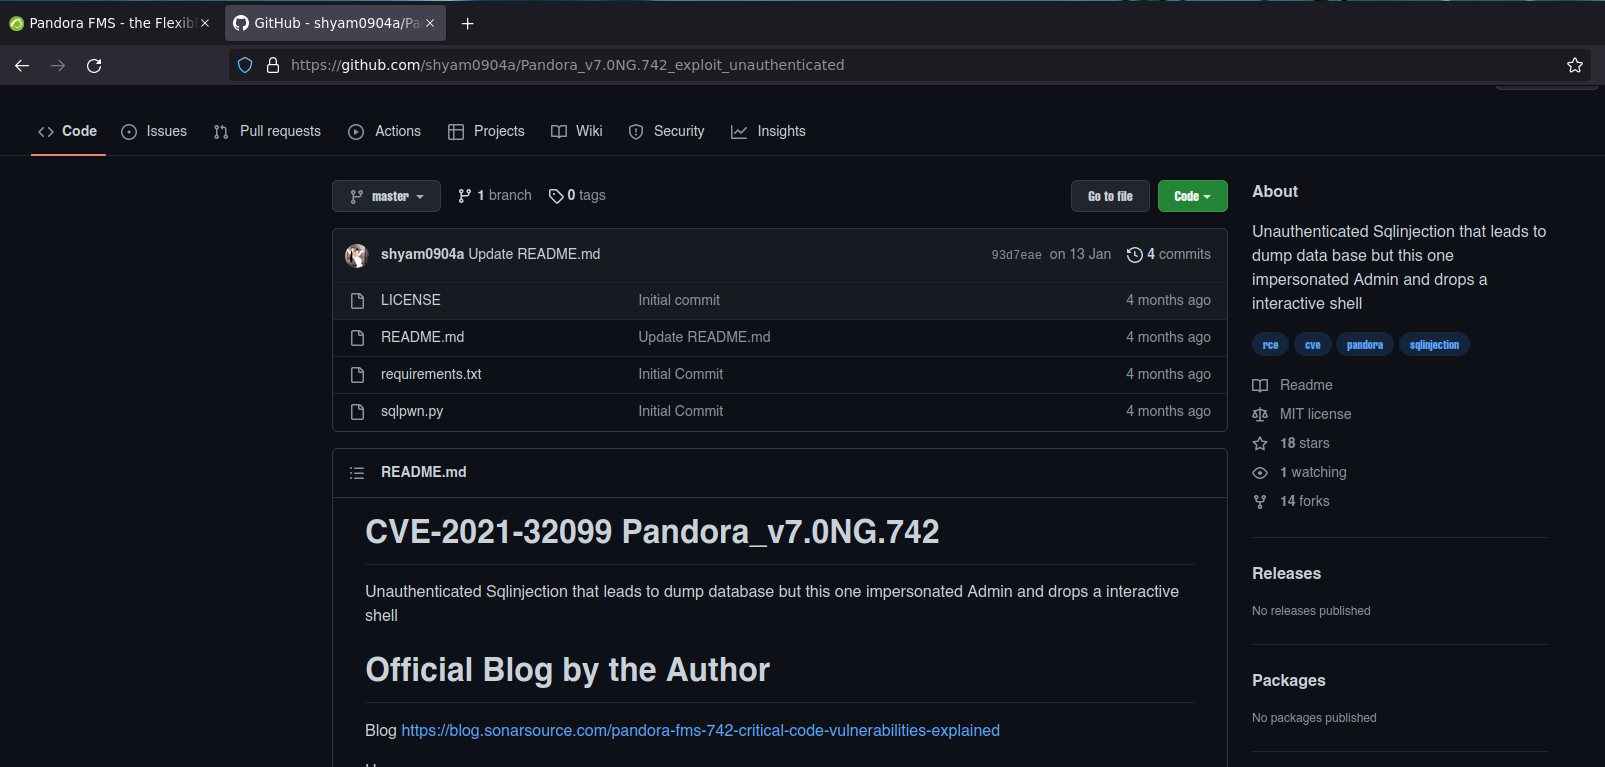 Pandora FMS - the Flexib
GitHub - shyam0904a/Pa
https://github.com/shyam0904a/Pandora_v7.0NG.742_exploit_unauthenticated
Code Issues Pull requests Actions Projects Wiki Security Insights
master 1 branch 0 tags Go to file Code
shyam0904a Update README.md 93d7eae on 13 Jan 4 commits
LICENSE Initial commit 4 months ago
README.md Update README.md 4 months ago
requirements.txt Initial Commit 4 months ago
sqlpwn.py Initial Commit 4 months ago
README.md
CVE-2021-32099 Pandora_v7.0NG.742
Unauthenticated Sqlinjection that leads to dump database but this one impersonated Admin and drops a interactive
shell
Official Blog by the Author
Blog https://blog.sonarsource.com/pandora-fms-742-critical-code-vulnerabilities-explained
About
Unauthenticated Sqlinjection that leads to
dump data base but this one
impersonated Admin and drops a
interactive shell
rce cve pandora sqlinjection
Readme
MIT license
18 stars
1 watching
14 forks
Releases
No releases published
Packages
No packages published